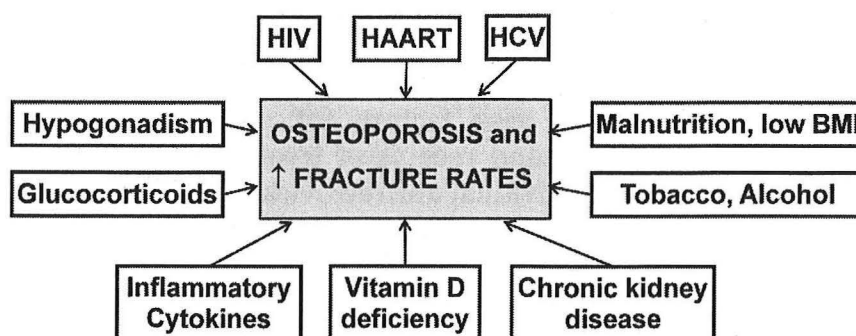 HIV
HAART
HCV
Hypogonadism
OSTEOPOROSIS and
↑ FRACTURE RATES
Malnutrition, low BMI
Glucocorticoids
Tobacco, Alcohol
Inflammatory
Cytokines
Vitamin D
deficiency
Chronic kidney
disease